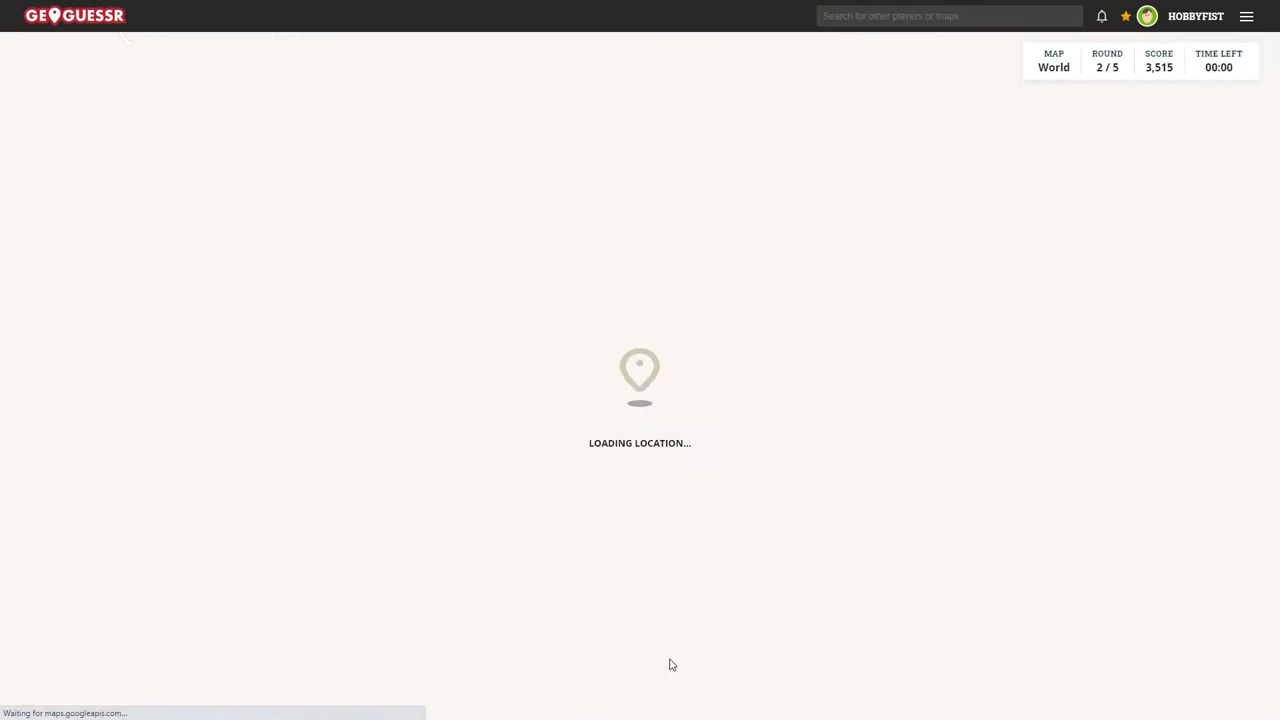 GEOGUESSR
Search for other players or maps
HOBBYFIST
MAP ROUND SCORE TIME LEFT
World 2 / 5 3,515 00:00
LOADING LOCATION...
Waiting for maps.googleapis.com...